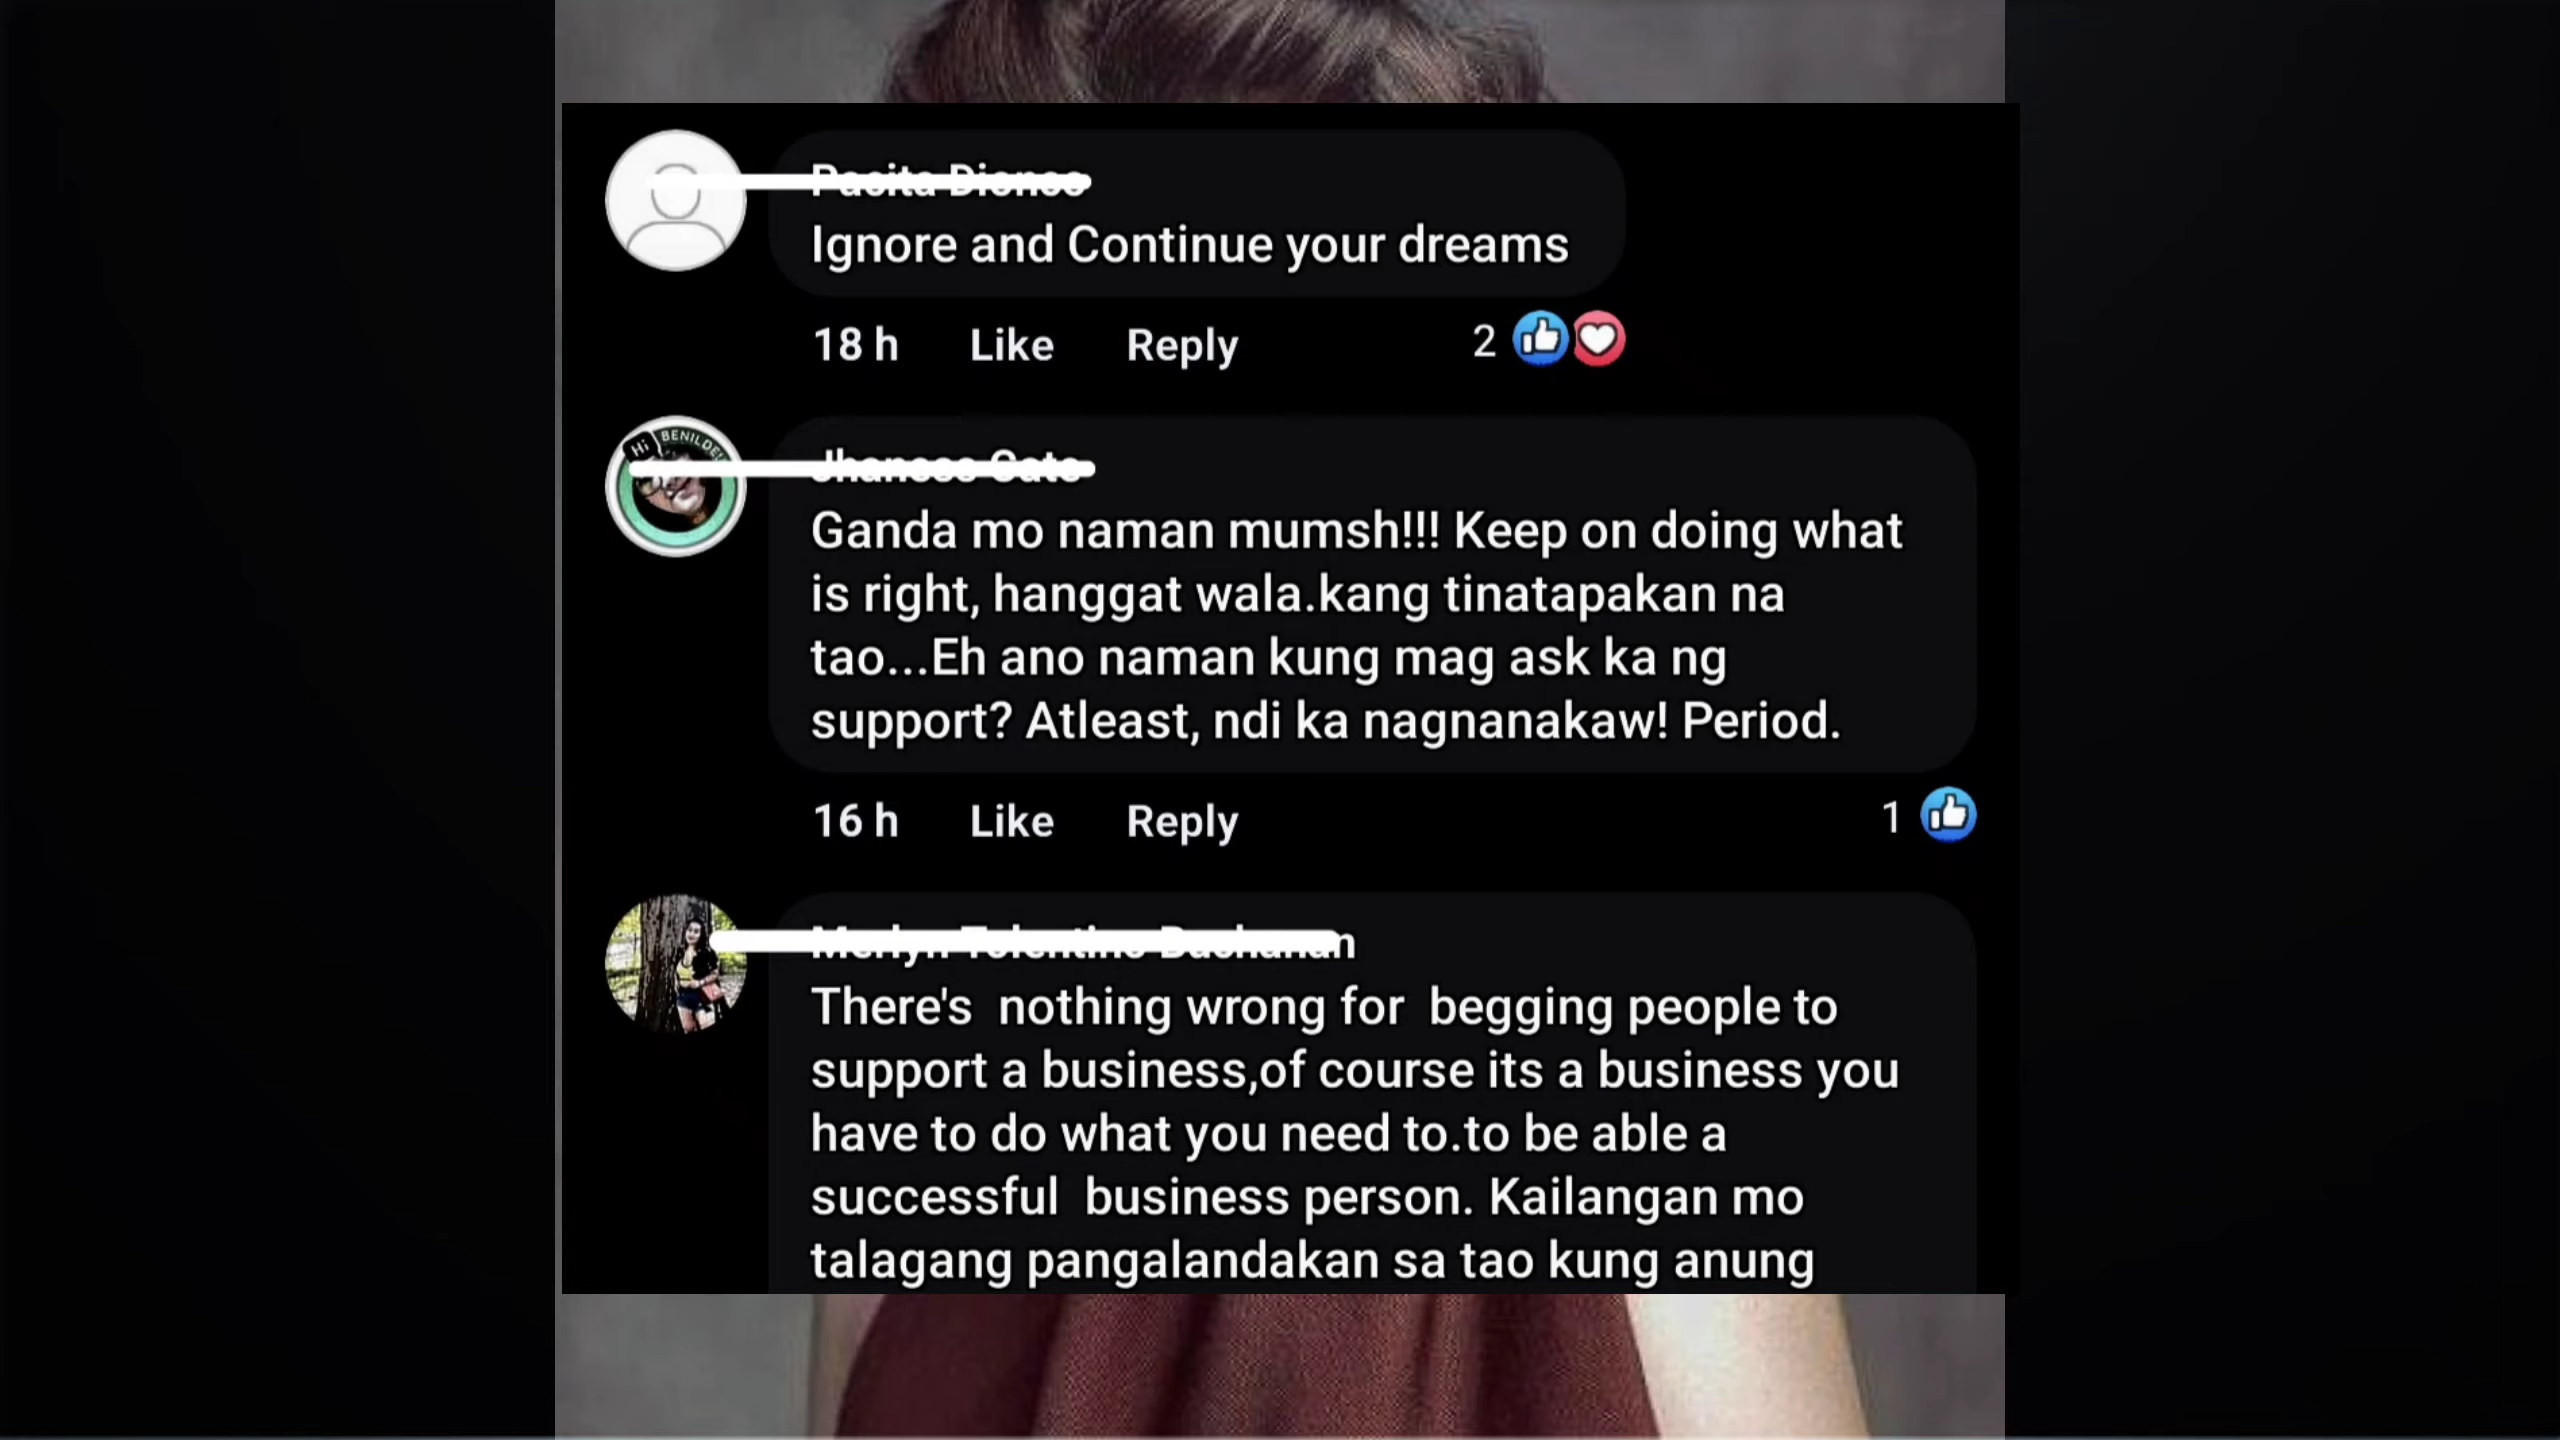 Hi BENILDE
Ignore and Continue your dreams
18 h Like Reply 2
Ganda mo naman mumsh!!! Keep on doing what
is right, hanggat wala.kang tinatapakan na
tao...Eh ano naman kung mag ask ka ng
support? Atleast, ndi ka nagnanakaw! Period.
16 h Like Reply 1
There's nothing wrong for begging people to
support a business,of course its a business you
have to do what you need to.to be able a
successful business person. Kailangan mo
talagang pangalandakan sa tao kung anung